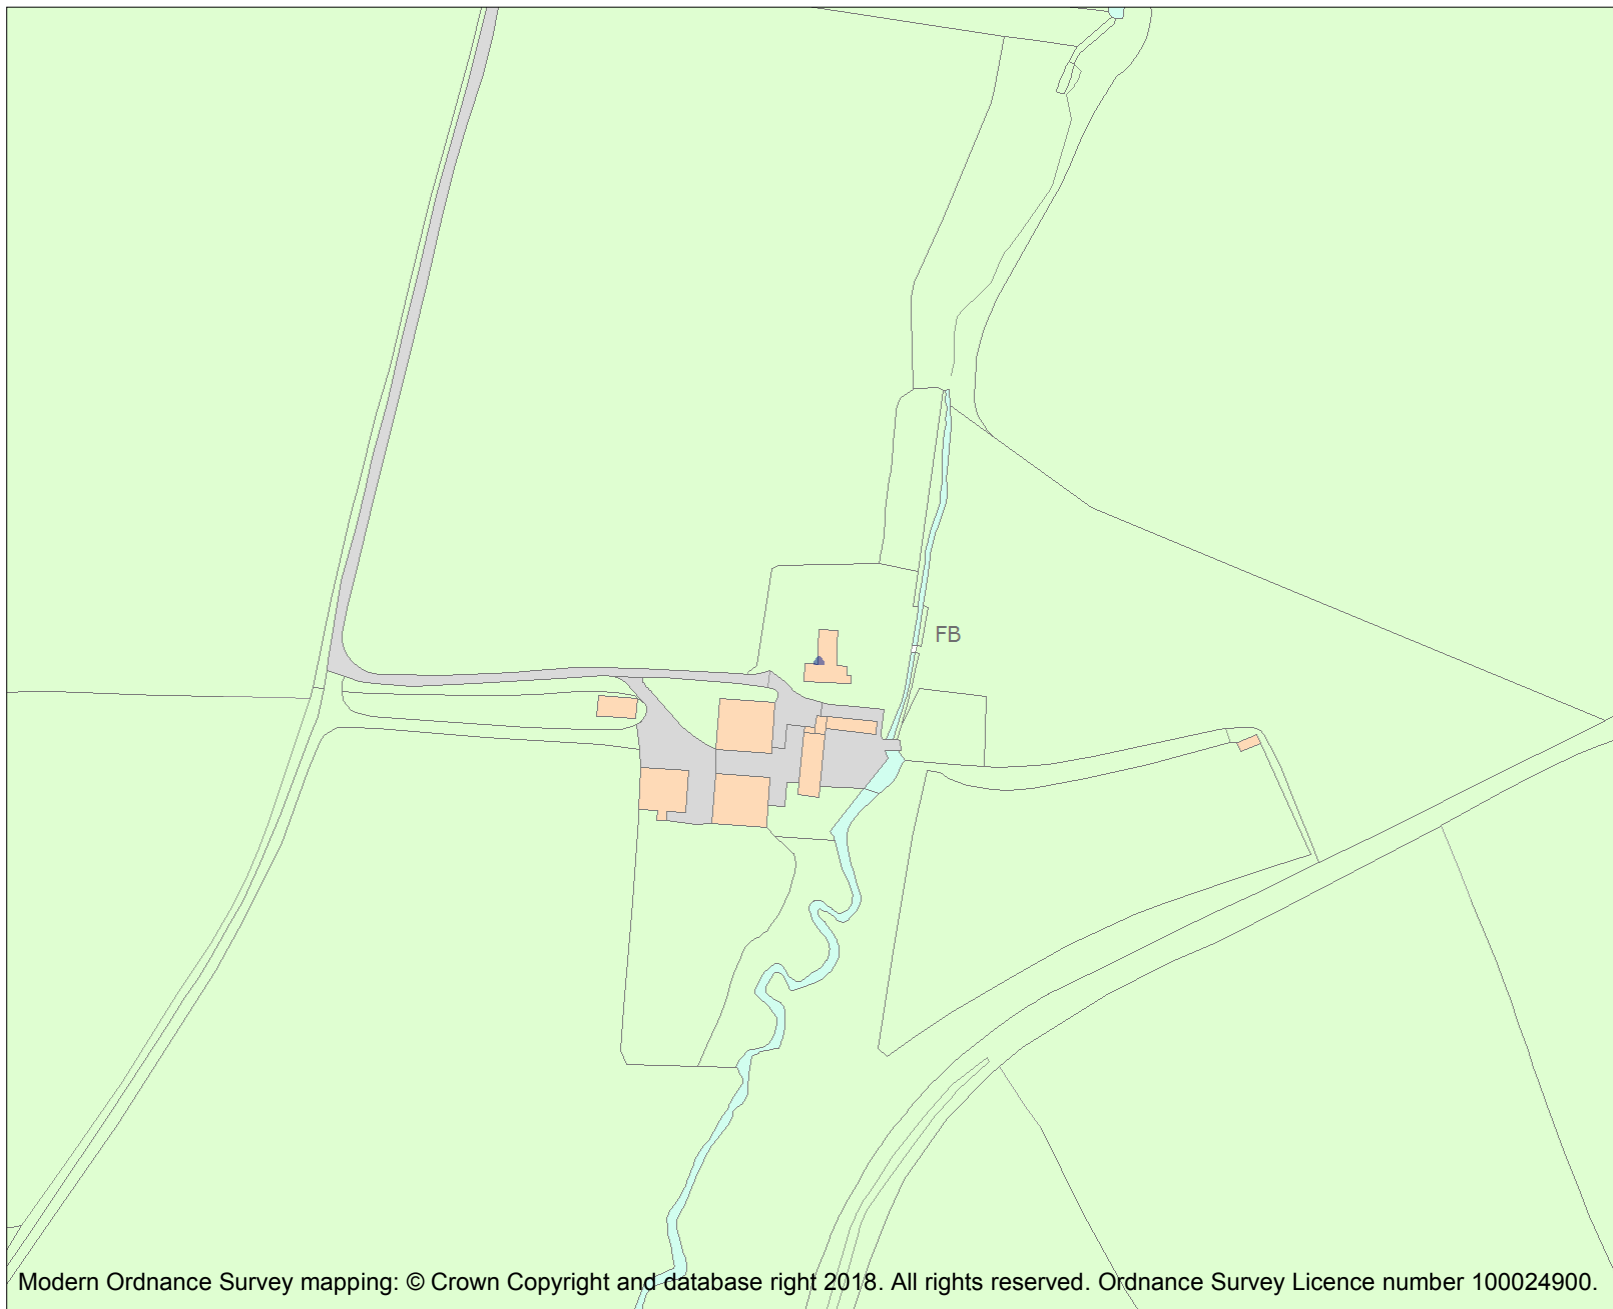 FB
Modern Ordnance Survey mapping: © Crown Copyright and database right 2018. All rights reserved. Ordnance Survey Licence number 100024900.